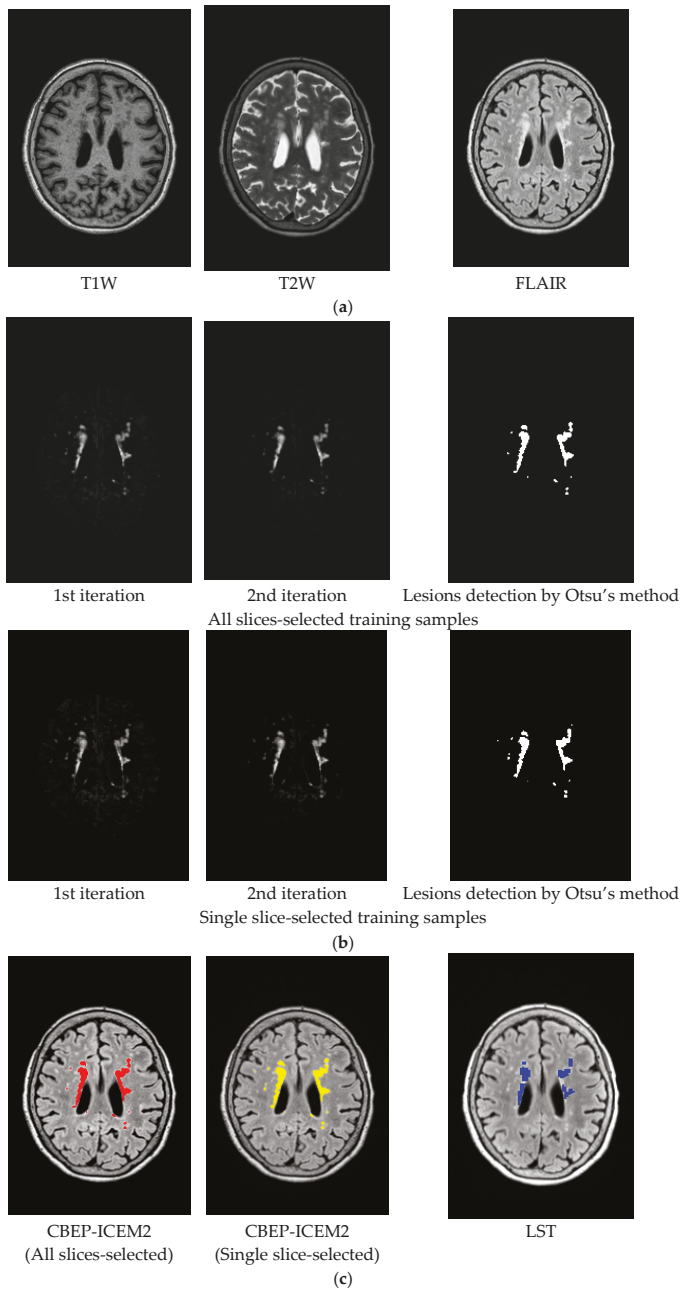 T1W T2W FLAIR
(a)
1st iteration 2nd iteration Lesions detection by Otsu’s method
All slices-selected training samples
1st iteration 2nd iteration Lesions detection by Otsu’s method
Single slice-selected training samples
(b)
CBEP-ICEM2 CBEP-ICEM2 LST
(All slices-selected) (Single slice-selected)
(c)